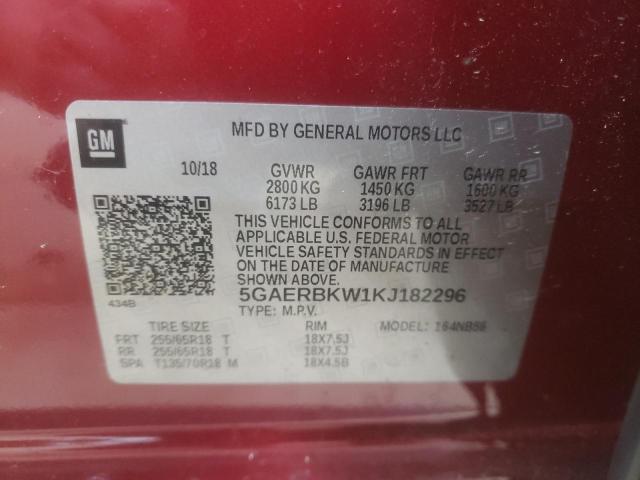 GM
MFD BY GENERAL MOTORS LLC
10/18 GVWR GAWR FRT GAWR RR
2800 KG 1450 KG 1600 KG
6173 LB 3196 LB 3527 LB
THIS VEHICLE CONFORMS TO ALL
APPLICABLE U.S. FEDERAL MOTOR
VEHICLE SAFETY STANDARDS IN EFFECT
ON THE DATE OF MANUFACTURE
SHOWN ABOVE.
434B
5GAERBKW1KJ182296
TYPE: M.P.V. MODEL:
TIRE SIZE RIM
FRT 255/65R18 T 18X7.5J
RR 255/65R18 T 18X7.5J
SPA T135/70R18 M 18X4.5B